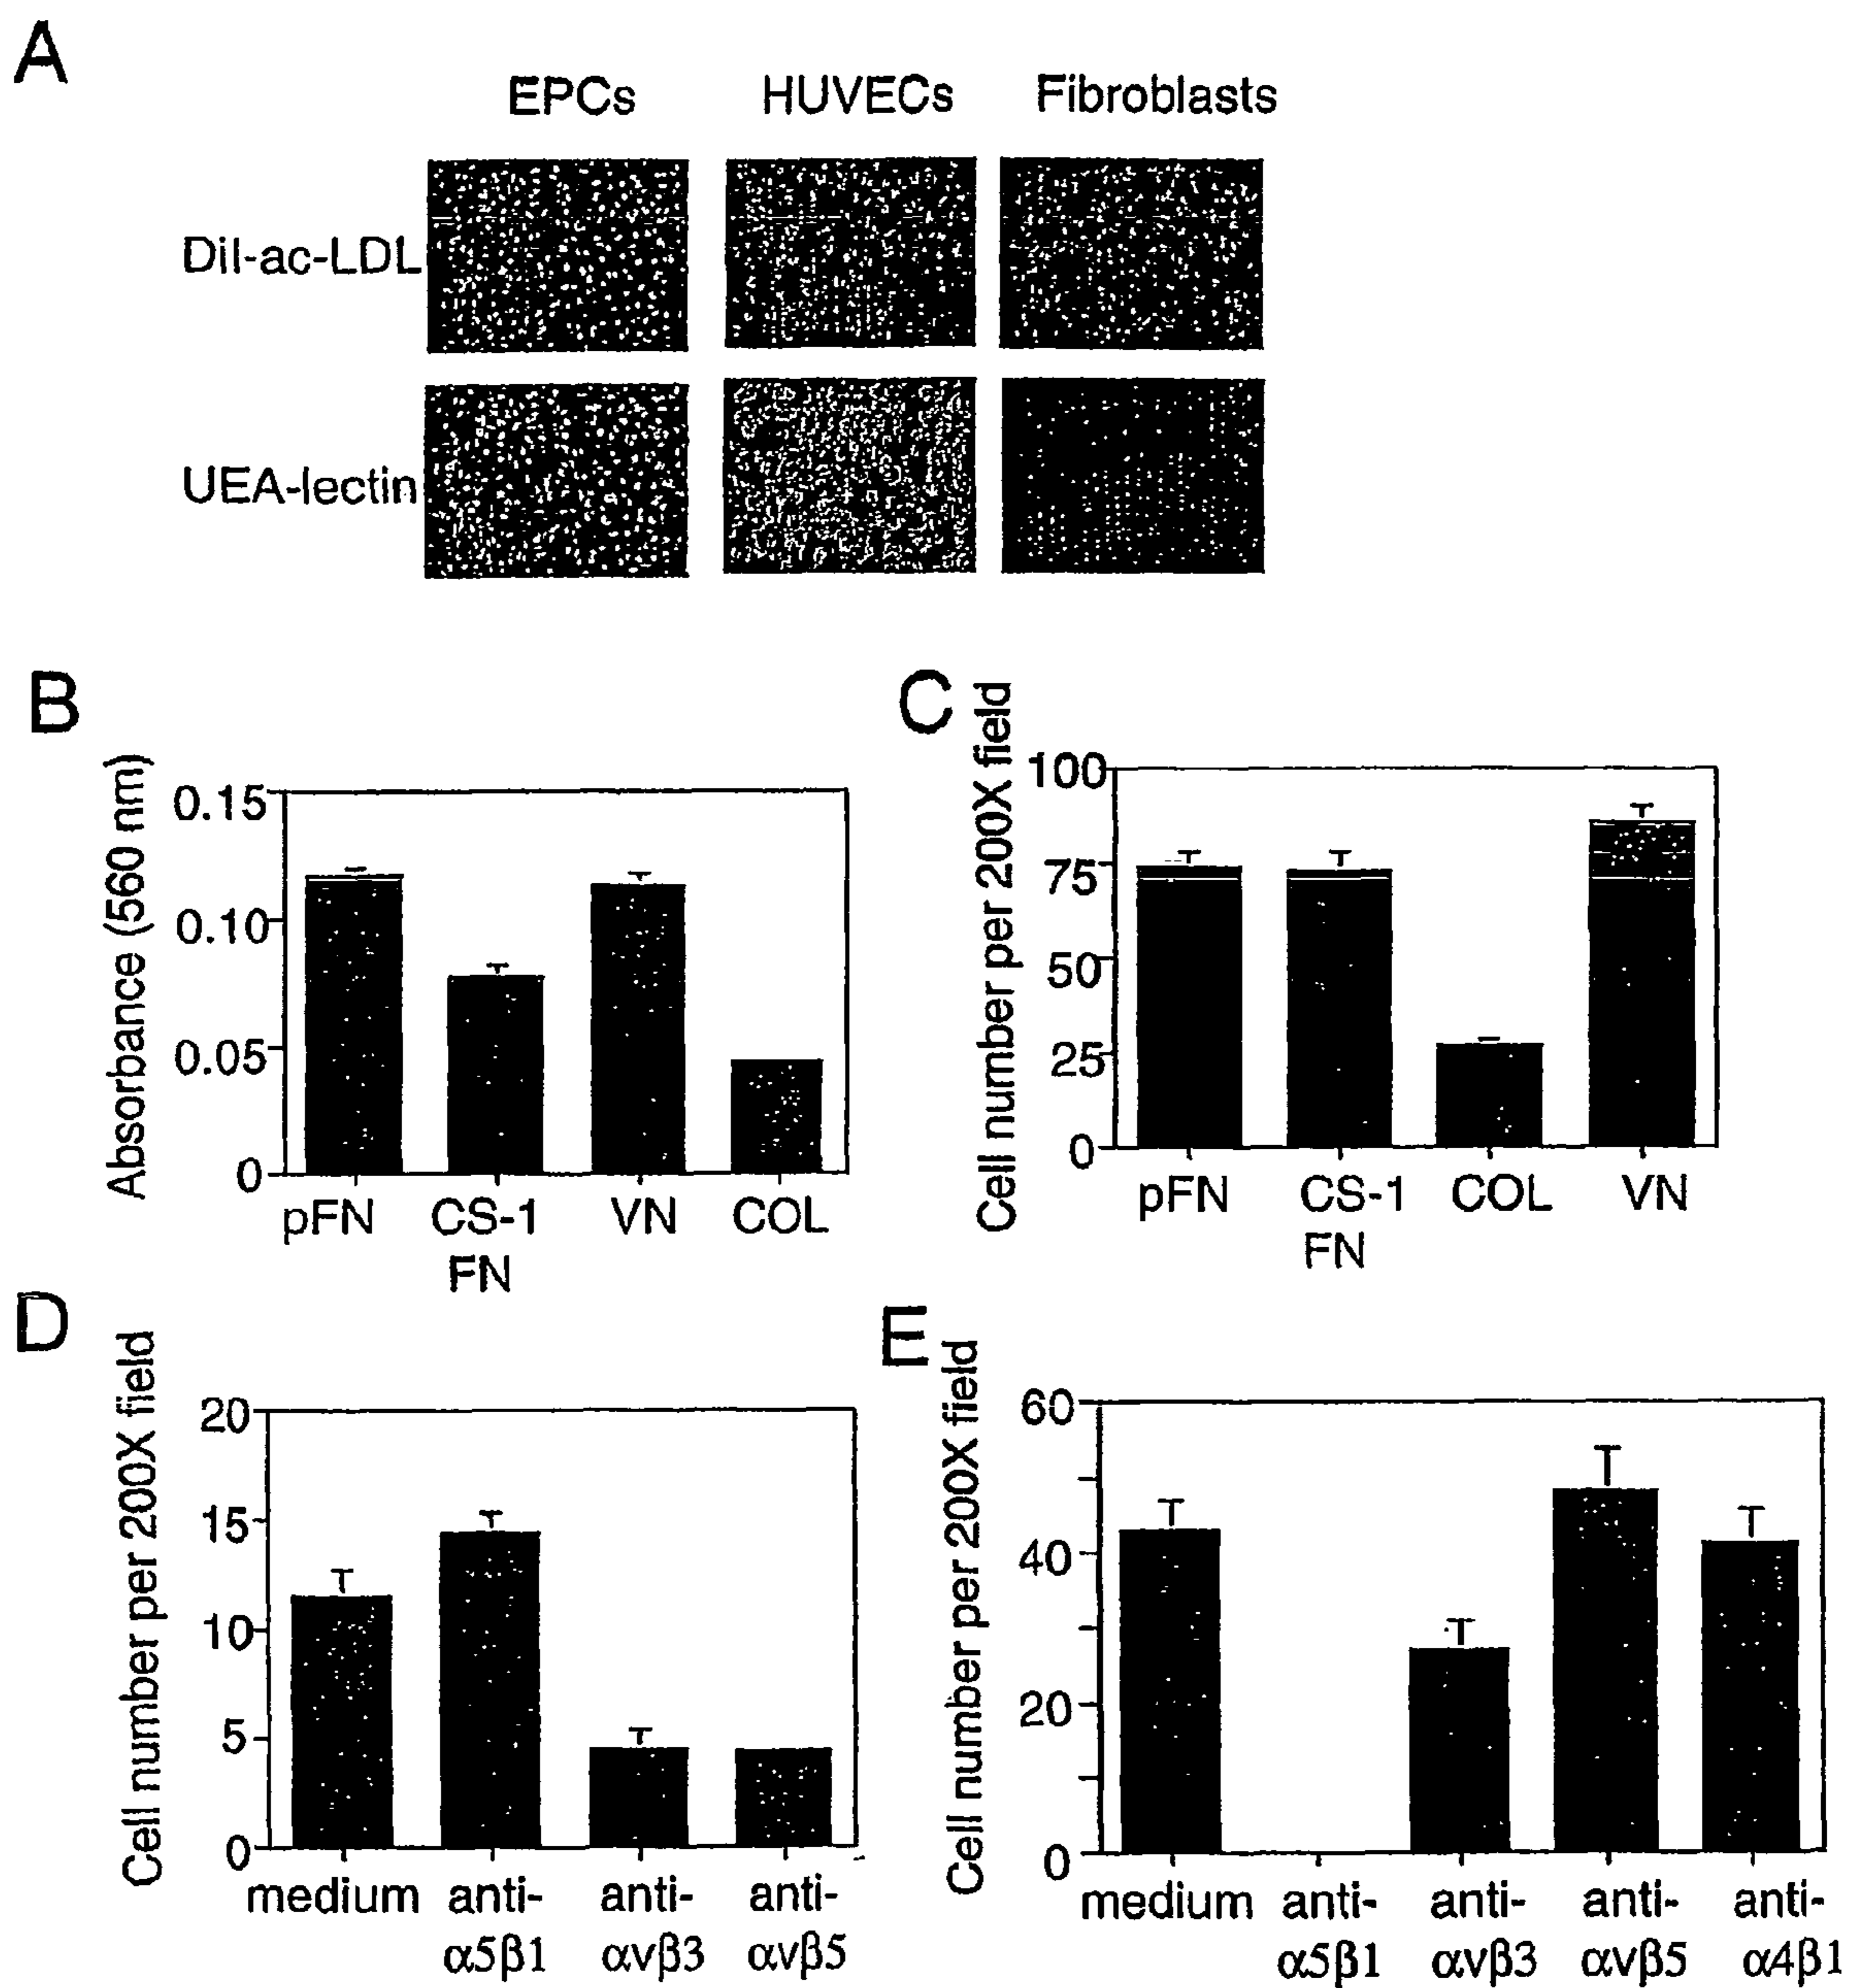 A
EPCs HUVECs Fibroblasts
DiI-ac-LDL
UEA-lectin
B
Absorbance (560 nm)
0.15
0.10
0.05
0
pFN CS-1 VN COL
FN
C
Cell number per 200X field
100
75
50
25
0
pFN CS-1 COL VN
FN
D
Cell number per 200X field
20
15
10
5
0
medium anti- anti- anti-
α5β1 αvβ3 αvβ5
E
Cell number per 200X field
60
40
20
0
medium anti- anti- anti- anti-
α5β1 αvβ3 αvβ5 α4β1